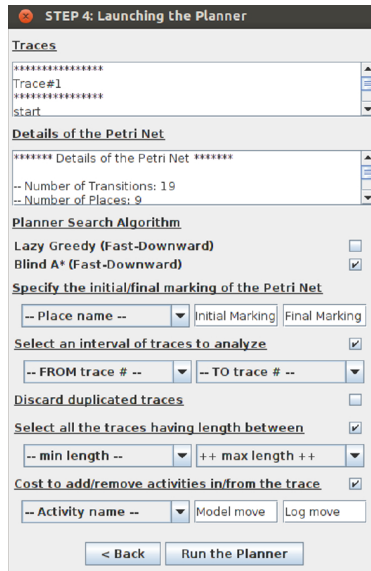 STEP 4: Launching the Planner
Traces
****************
Trace#1
****************
start
Details of the Petri Net
******* Details of the Petri Net *******
-- Number of Transitions: 19
-- Number of Places: 9
Planner Search Algorithm
Lazy Greedy (Fast-Downward)
Blind A* (Fast-Downward)
Specify the initial/final marking of the Petri Net
-- Place name -- Initial Marking Final Marking
Select an interval of traces to analyze
-- FROM trace # -- -- TO trace # --
Discard duplicated traces
Select all the traces having length between
-- min length -- ++ max length ++
Cost to add/remove activities in/from the trace
-- Activity name -- Model move Log move
< Back Run the Planner